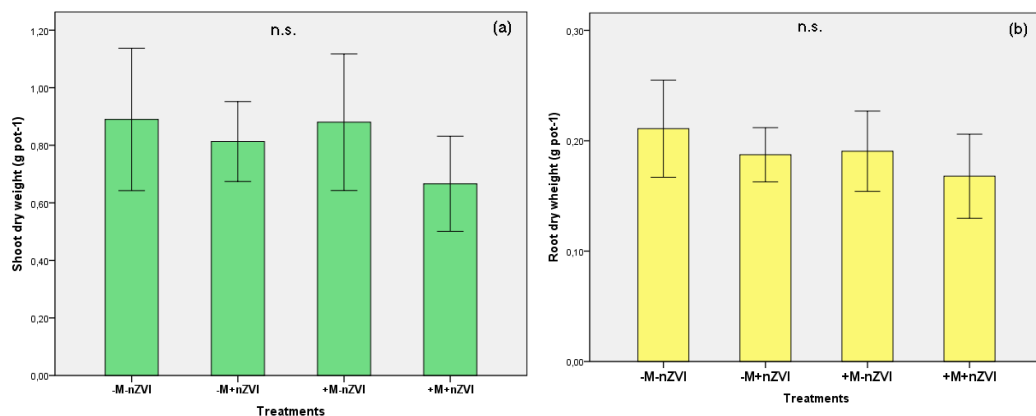 n.s.
(a)
1,20
1,00
0,80
0,60
0,40
0,20
0,00
Shoot dry weight (g pot-1)
-M-nZVI -M+nZVI +M-nZVI +M+nZVI
Treatments
n.s.
(b)
0,30
0,20
0,10
0,00
Root dry wheight (g pot-1)
-M-nZVI -M+nZVI +M-nZVI +M+nZVI
Treatments